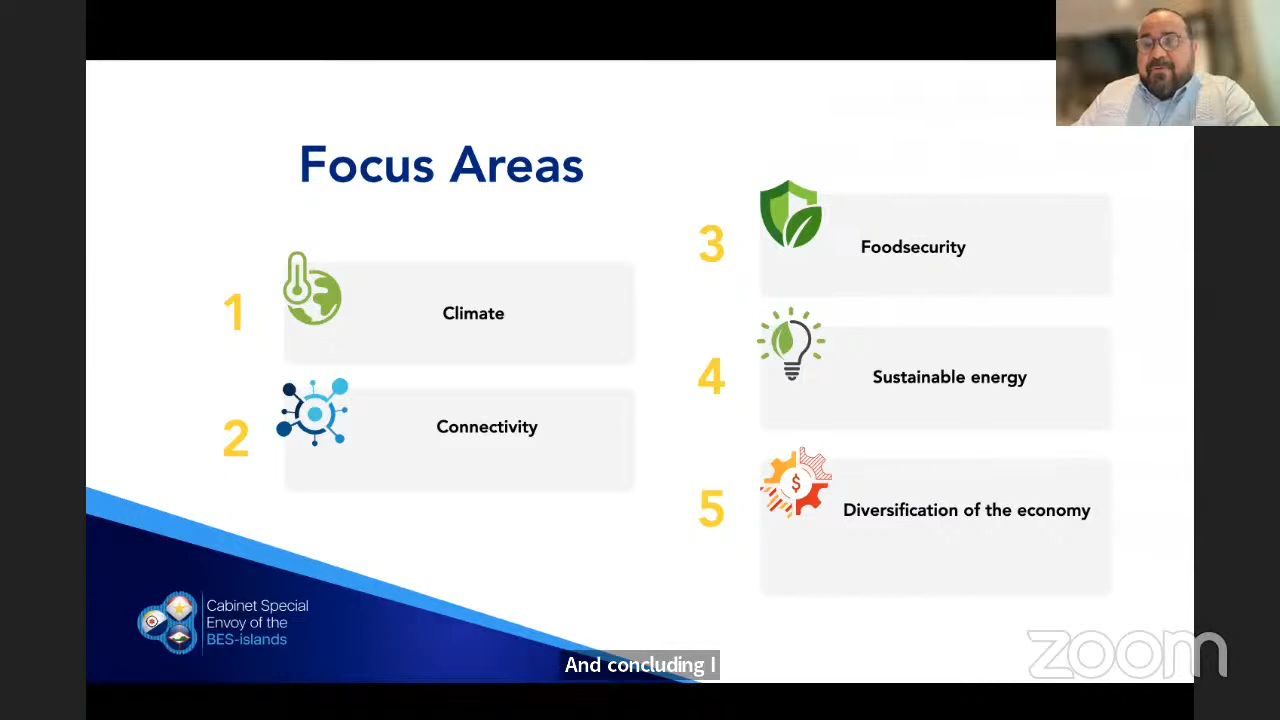 Focus Areas
1
Climate
2
Connectivity
3
Foodsecurity
4
Sustainable energy
5
$
Diversification of the economy
Cabinet Special
Envoy of the
BES-islands
And concluding I
zoom